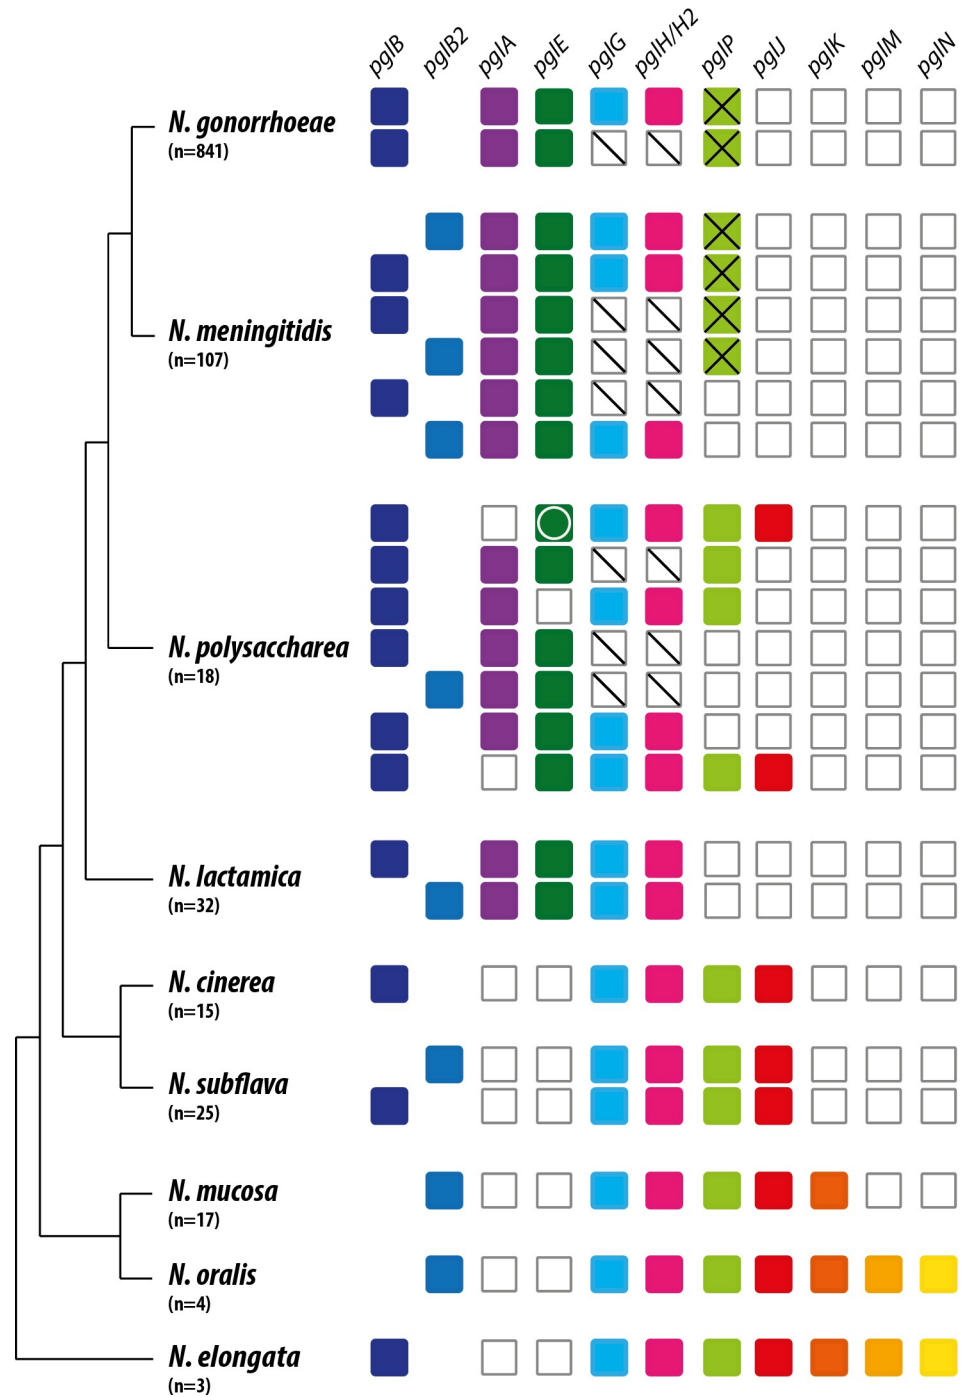 pglB pglB2 pglA pglE pglG pglH/H2 pglP pglJ pglK pglM pglN
N. gonorrhoeae
(n=841)
N. meningitidis
(n=107)
N. polysaccharea
(n=18)
N. lactamica
(n=32)
N. cinerea
(n=15)
N. subflava
(n=25)
N. mucosa
(n=17)
N. oralis
(n=4)
N. elongata
(n=3)